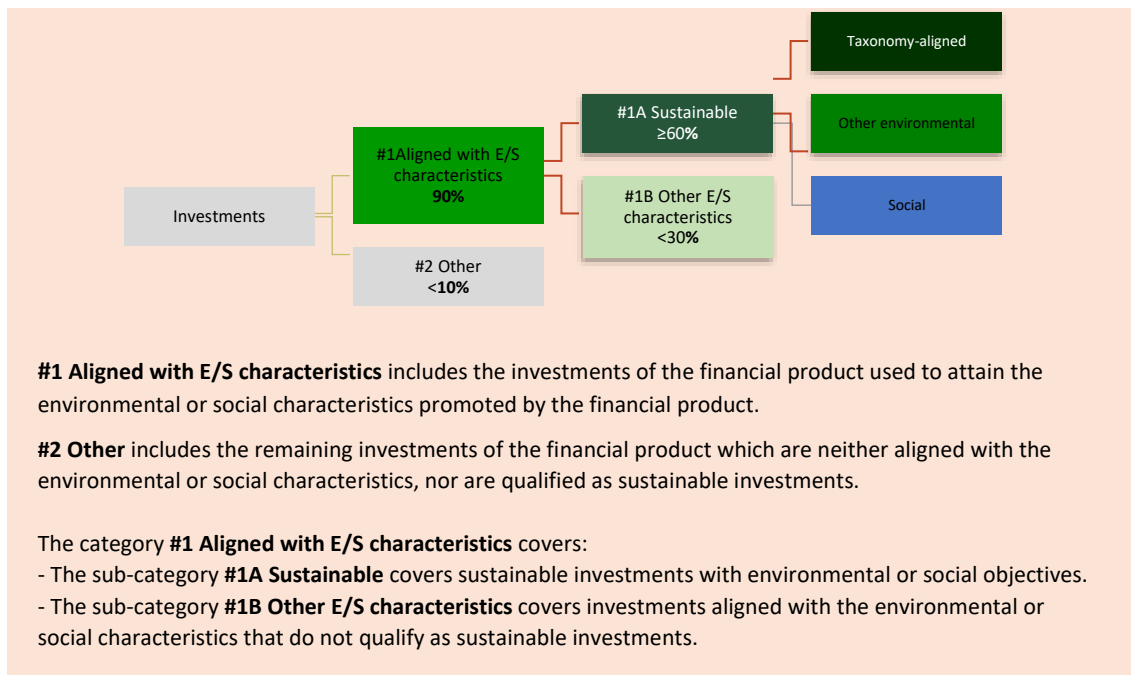 Taxonomy-aligned
#1A Sustainable
≥60%
Other environmental
#1Aligned with E/S
characteristics
90%
#1B Other E/S
characteristics
<30%
Social
Investments
#2 Other
<10%
#1 Aligned with E/S characteristics includes the investments of the financial product used to attain the
environmental or social characteristics promoted by the financial product.
#2 Other includes the remaining investments of the financial product which are neither aligned with the
environmental or social characteristics, nor are qualified as sustainable investments.
The category #1 Aligned with E/S characteristics covers:
- The sub-category #1A Sustainable covers sustainable investments with environmental or social objectives.
- The sub-category #1B Other E/S characteristics covers investments aligned with the environmental or
social characteristics that do not qualify as sustainable investments.